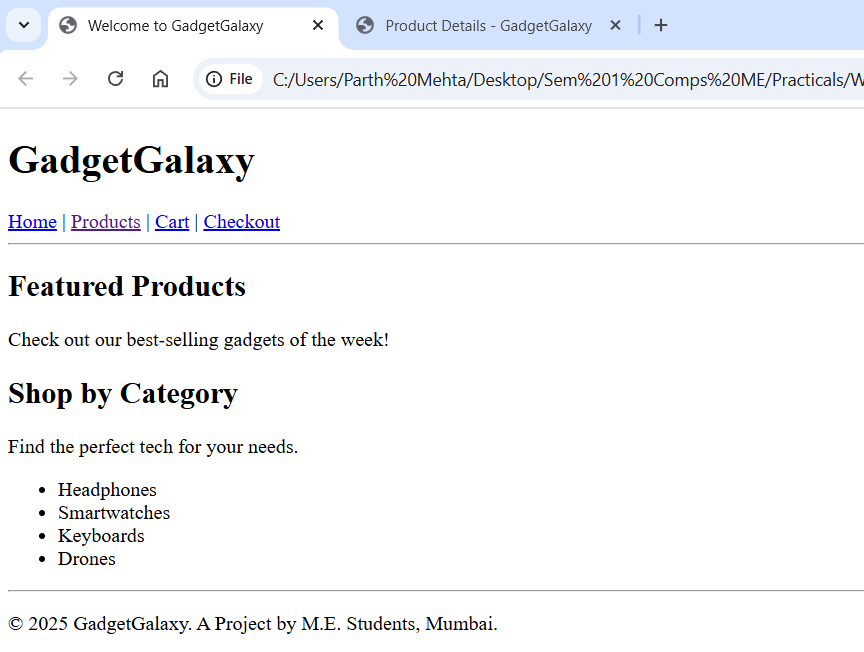 Welcome to GadgetGalaxy
Product Details - GadgetGalaxy
File
C:/Users/Parth%20Mehta/Desktop/Sem%201%20Comps%20ME/Practicals/W
GadgetGalaxy
Home | Products | Cart | Checkout
Featured Products
Check out our best-selling gadgets of the week!
Shop by Category
Find the perfect tech for your needs.
• Headphones
• Smartwatches
• Keyboards
• Drones
© 2025 GadgetGalaxy. A Project by M.E. Students, Mumbai.